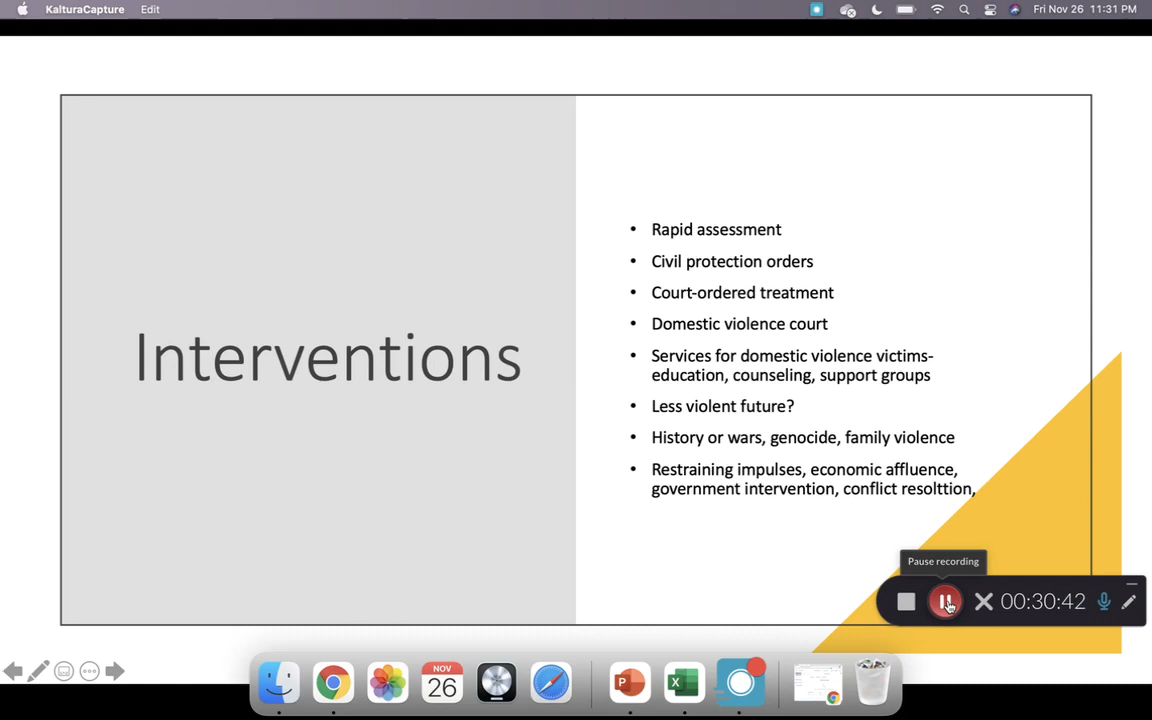 KalturaCapture Edit Fri Nov 26 11:31 PM
Interventions
• Rapid assessment
• Civil protection orders
• Court-ordered treatment
• Domestic violence court
• Services for domestic violence victims-
education, counseling, support groups
• Less violent future?
• History or wars, genocide, family violence
• Restraining impulses, economic affluence,
government intervention, conflict resolttion,
Pause recording
00:30:42
NOV
26